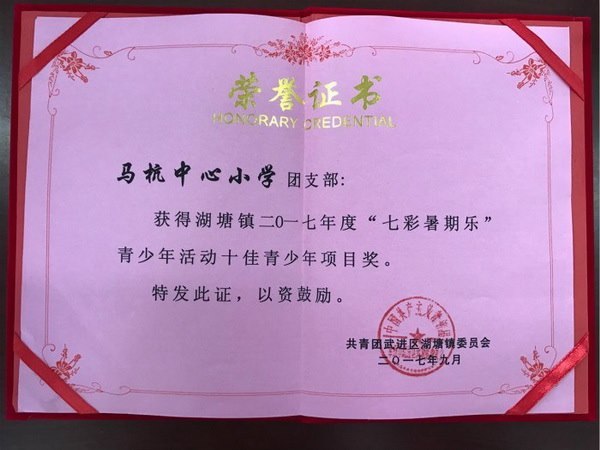 荣誉证书
HONORARY CREDENTIAL
马杭中心小学 团支部:
获得湖塘镇二0一七年度“七彩暑期乐”
青少年活动十佳青少年项目奖。
特发此证，以资鼓励。
共青团武进区湖塘镇委员会
二〇一七年九月